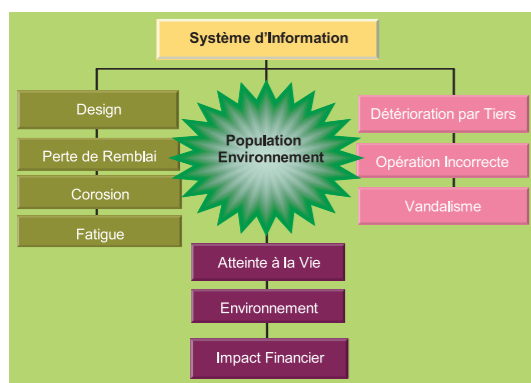 Système d'Information
Design
Perte de Remblai
Corosion
Fatigue
Population
Environnement
Détérioration par Tiers
Opération Incorrecte
Vandalisme
Atteinte à la Vie
Environnement
Impact Financier